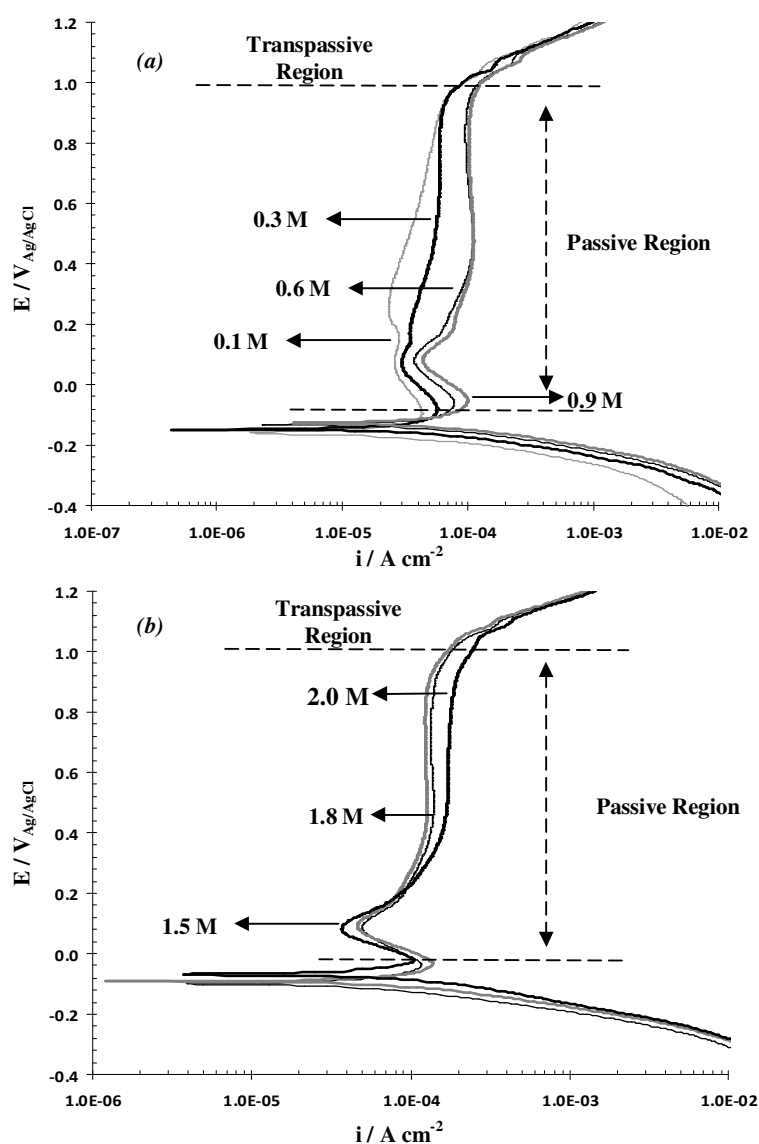 (a)
Transpassive
Region
0.3 M
0.6 M
0.1 M
0.9 M
Passive Region
1.2
1.0
0.8
0.6
0.4
0.2
0.0
-0.2
-0.4
E / V Ag/AgCl
1.0E-07 1.0E-06 1.0E-05 1.0E-04 1.0E-03 1.0E-02
i / A cm-2
(b)
Transpassive
Region
2.0 M
1.8 M
1.5 M
Passive Region
1.2
1.0
0.8
0.6
0.4
0.2
0.0
-0.2
-0.4
E / V Ag/AgCl
1.0E-06 1.0E-05 1.0E-04 1.0E-03 1.0E-02
i / A cm-2